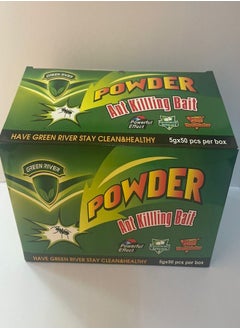 GREEN RIVER
POWDER
Ant Killing Bait
Powerful
Effect
HAVE GREEN RIVER STAY CLEAN&HEALTHY
5gx50 pcs per box
GREEN RIVER
POWDER
Ant Killling Bait
Powerful
Effect
HAVE GREEN RIVER STAY CLEAN&HEALTHY
5gx50 pcs per box